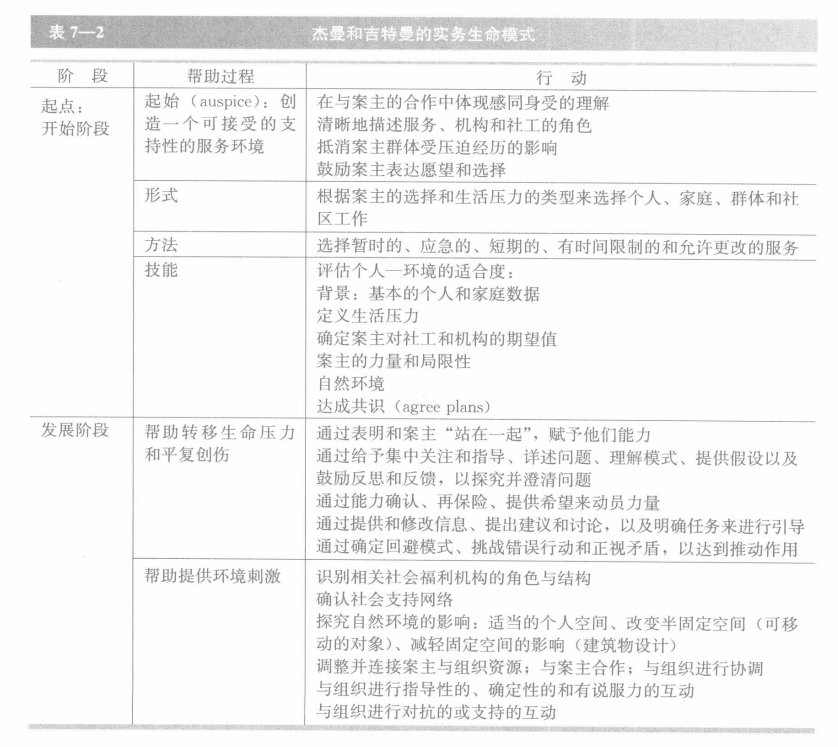 表 7—2 杰曼和吉特曼的实务生命模式
阶 段 帮助过程 行 动
起点：
开始阶段
起始（auspice）：创
造一个可接受的支
持性的服务环境
在与案主的合作中体现感同身受的理解
清晰地描述服务、机构和社工的角色
抵消案主群体受压迫经历的影响
鼓励案主表达愿望和选择
形式
根据案主的选择和生活压力的类型来选择个人、家庭、群体和社
区工作
方法
选择暂时的、应急的、短期的、有时间限制的和允许更改的服务
技能
评估个人—环境的适合度：
背景：基本的个人和家庭数据
定义生活压力
确定案主对社工和机构的期望值
案主的力量和局限性
自然环境
达成共识（agree plans）
发展阶段
帮助转移生命压力
和平复创伤
通过表明和案主“站在一起”，赋予他们能力
通过给予集中关注和指导、详述问题、理解模式、提供假设以及
鼓励反思和反馈，以探究并澄清问题
通过能力确认、再保险、提供希望来动员力量
通过提供和修改信息、提出建议和讨论，以及明确任务来进行引导
通过确定回避模式、挑战错误行动和正视矛盾，以达到推动作用
帮助提供环境刺激
识别相关社会福利机构的角色与结构
确认社会支持网络
探究自然环境的影响：适当的个人空间、改变半固定空间（可移
动的对象）、减轻固定空间的影响（建筑物设计）
调整并连接案主与组织资源；与案主合作；与组织进行协调
与组织进行指导性的、确定性的和有说服力的互动
与组织进行对抗的或支持的互动